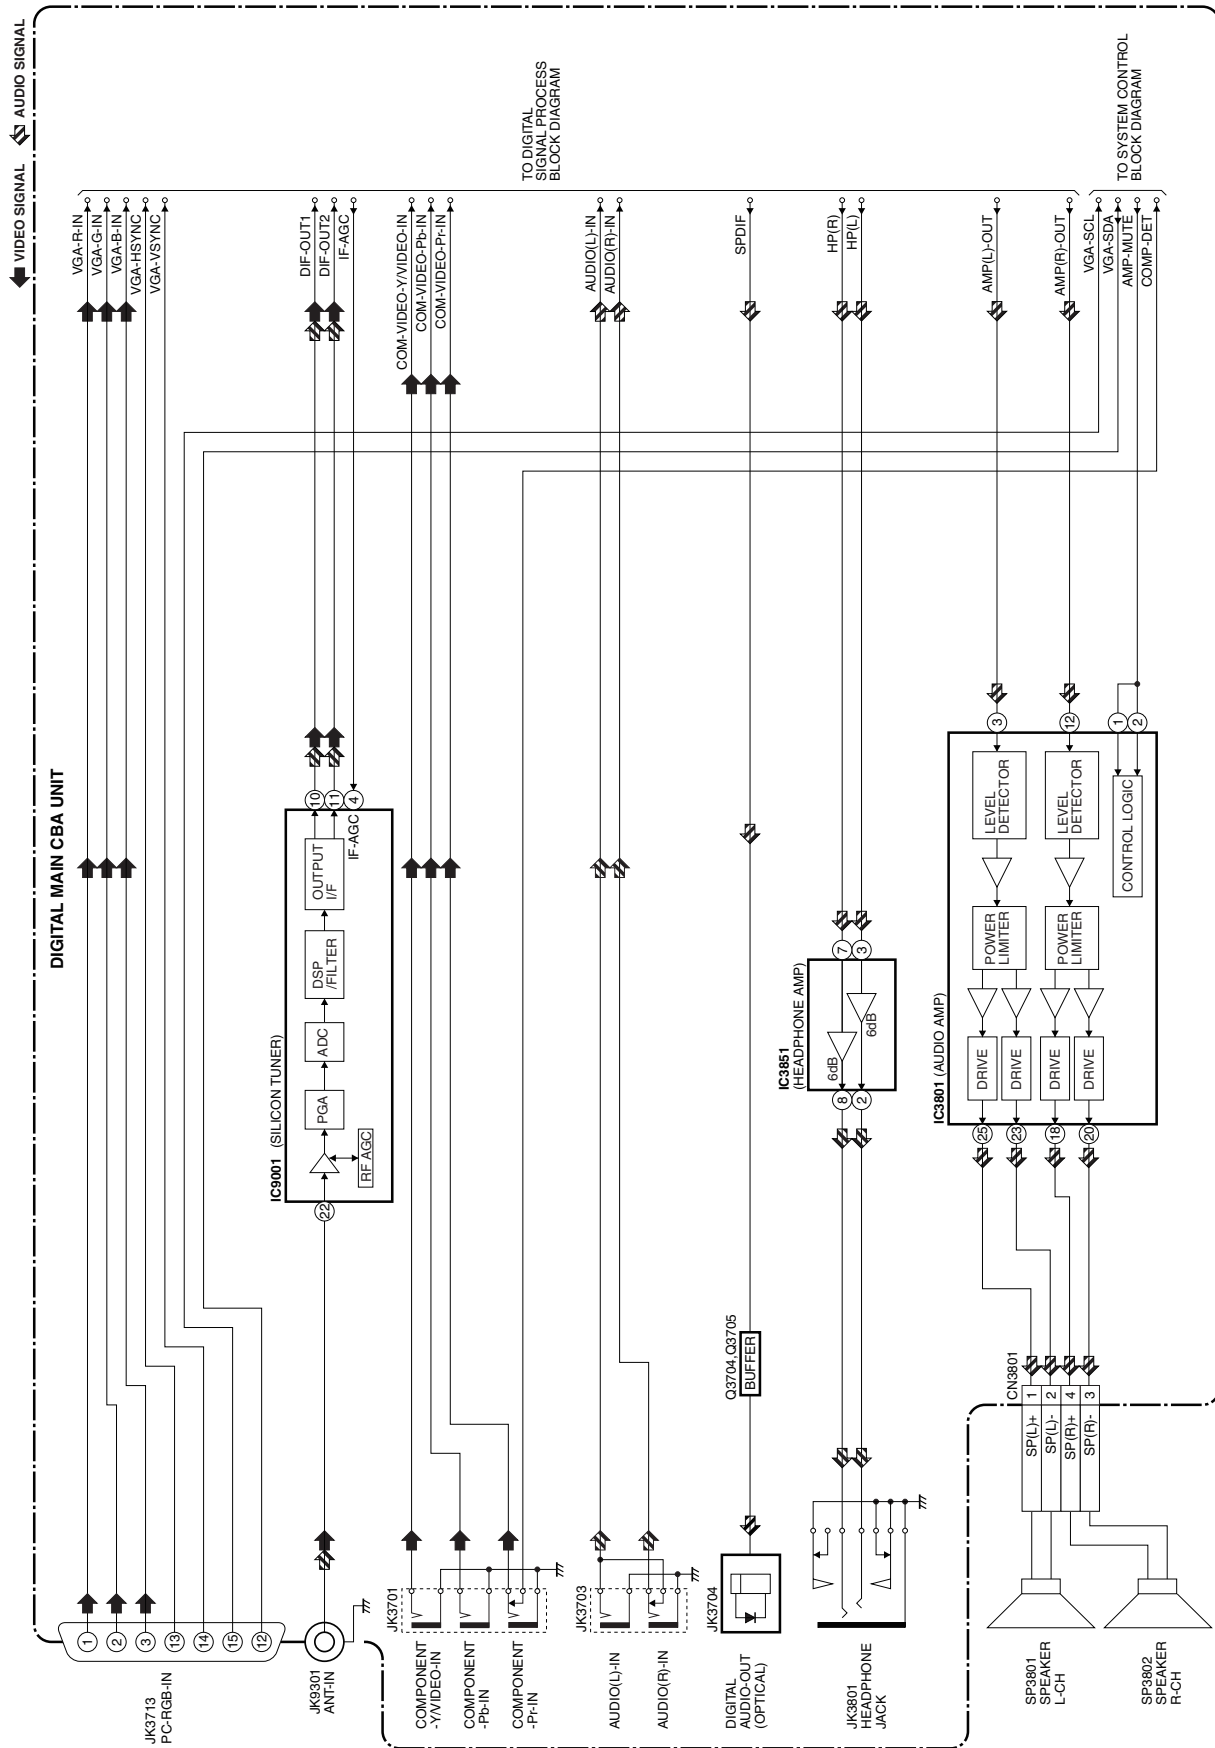 VIDEO SIGNAL
AUDIO SIGNAL
DIGITAL MAIN CBA UNIT
JK3713
PC-RGB-IN
1
2
3
13
14
15
12
VGA-R-IN
VGA-G-IN
VGA-B-IN
VGA-HSYNC
VGA-VSYNC
JK9301
ANT-IN
IC9001 (SILICON TUNER)
22
RF AGC
PGA
ADC
DSP
/FILTER
OUTPUT
I/F
IF-AGC
10
11
4
DIF-OUT1
DIF-OUT2
IF-AGC
JK3701
COMPONENT
-Y/VIDEO-IN
COMPONENT
-Pb-IN
COMPONENT
-Pr-IN
COM-VIDEO-Y/VIDEO-IN
COM-VIDEO-Pb-IN
COM-VIDEO-Pr-IN
TO DIGITAL
SIGNAL PROCESS
BLOCK DIAGRAM
JK3703
AUDIO(L)-IN
AUDIO(R)-IN
AUDIO(L)-IN
AUDIO(R)-IN
DIGITAL
AUDIO-OUT
(OPTICAL)
JK3704
Q3704,Q3705
BUFFER
SPDIF
JK3801
HEADPHONE
JACK
IC3851
(HEADPHONE AMP)
8
2
6dB
6dB
7
3
HP(R)
HP(L)
IC3801 (AUDIO AMP)
25
23
18
20
DRIVE
DRIVE
DRIVE
DRIVE
POWER
LIMITER
POWER
LIMITER
LEVEL
DETECTOR
LEVEL
DETECTOR
CONTROL LOGIC
3
12
1
2
AMP(L)-OUT
AMP(R)-OUT
VGA-SCL
VGA-SDA
AMP-MUTE
COMP-DET
TO SYSTEM CONTROL
BLOCK DIAGRAM
CN3801
SP(L)+ 1
SP(L)- 2
SP(R)+ 4
SP(R)- 3
SP3801
SPEAKER
L-CH
SP3802
SPEAKER
R-CH